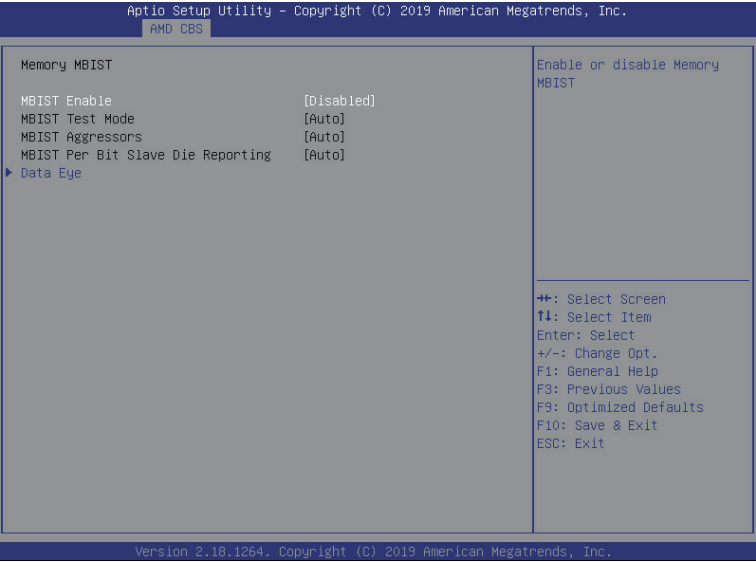 Aptio Setup Utility – Copyright (C) 2019 American Megatrends, Inc.
AMD CBS
Memory MBIST
MBIST Enable [Disabled]
MBIST Test Mode [Auto]
MBIST Aggressors [Auto]
MBIST Per Bit Slave Die Reporting [Auto]
Data Eye
Enable or disable Memory
MBIST
→←: Select Screen
↑↓: Select Item
Enter: Select
+/-: Change Opt.
F1: General Help
F3: Previous Values
F9: Optimized Defaults
F10: Save & Exit
ESC: Exit
Version 2.18.1264. Copyright (C) 2019 American Megatrends, Inc.